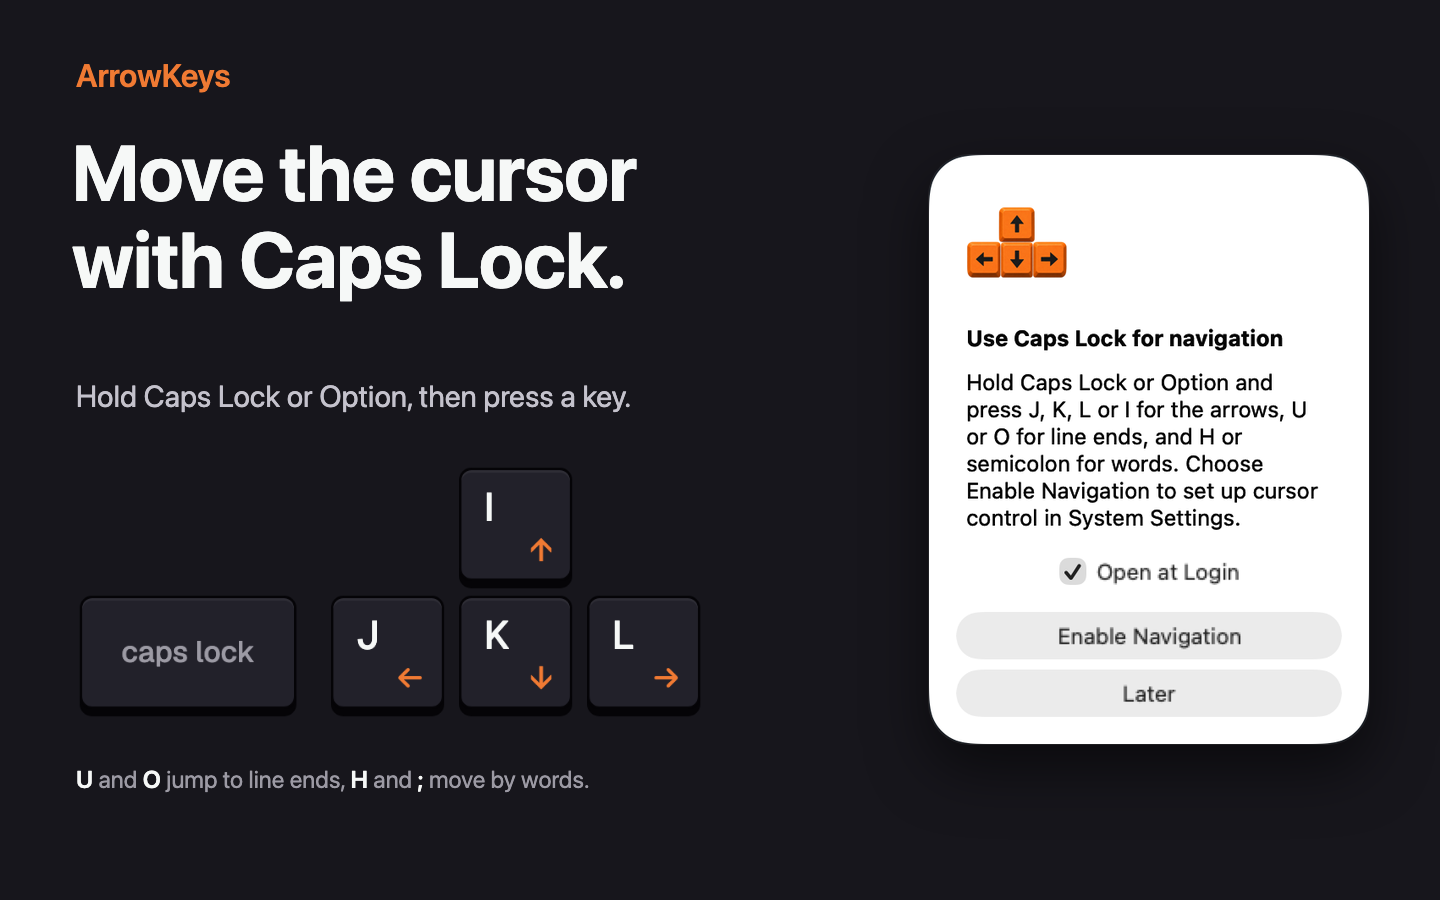 ArrowKeys
Move the cursor
with Caps Lock.
Hold Caps Lock or Option, then press a key.
I
↑
caps lock
J
←
K
↓
L
→
U and O jump to line ends, H and ; move by words.
↑
← ↓ →
Use Caps Lock for navigation
Hold Caps Lock or Option and
press J, K, L or I for the arrows, U
or O for line ends, and H or
semicolon for words. Choose
Enable Navigation to set up cursor
control in System Settings.
Open at Login
Enable Navigation
Later